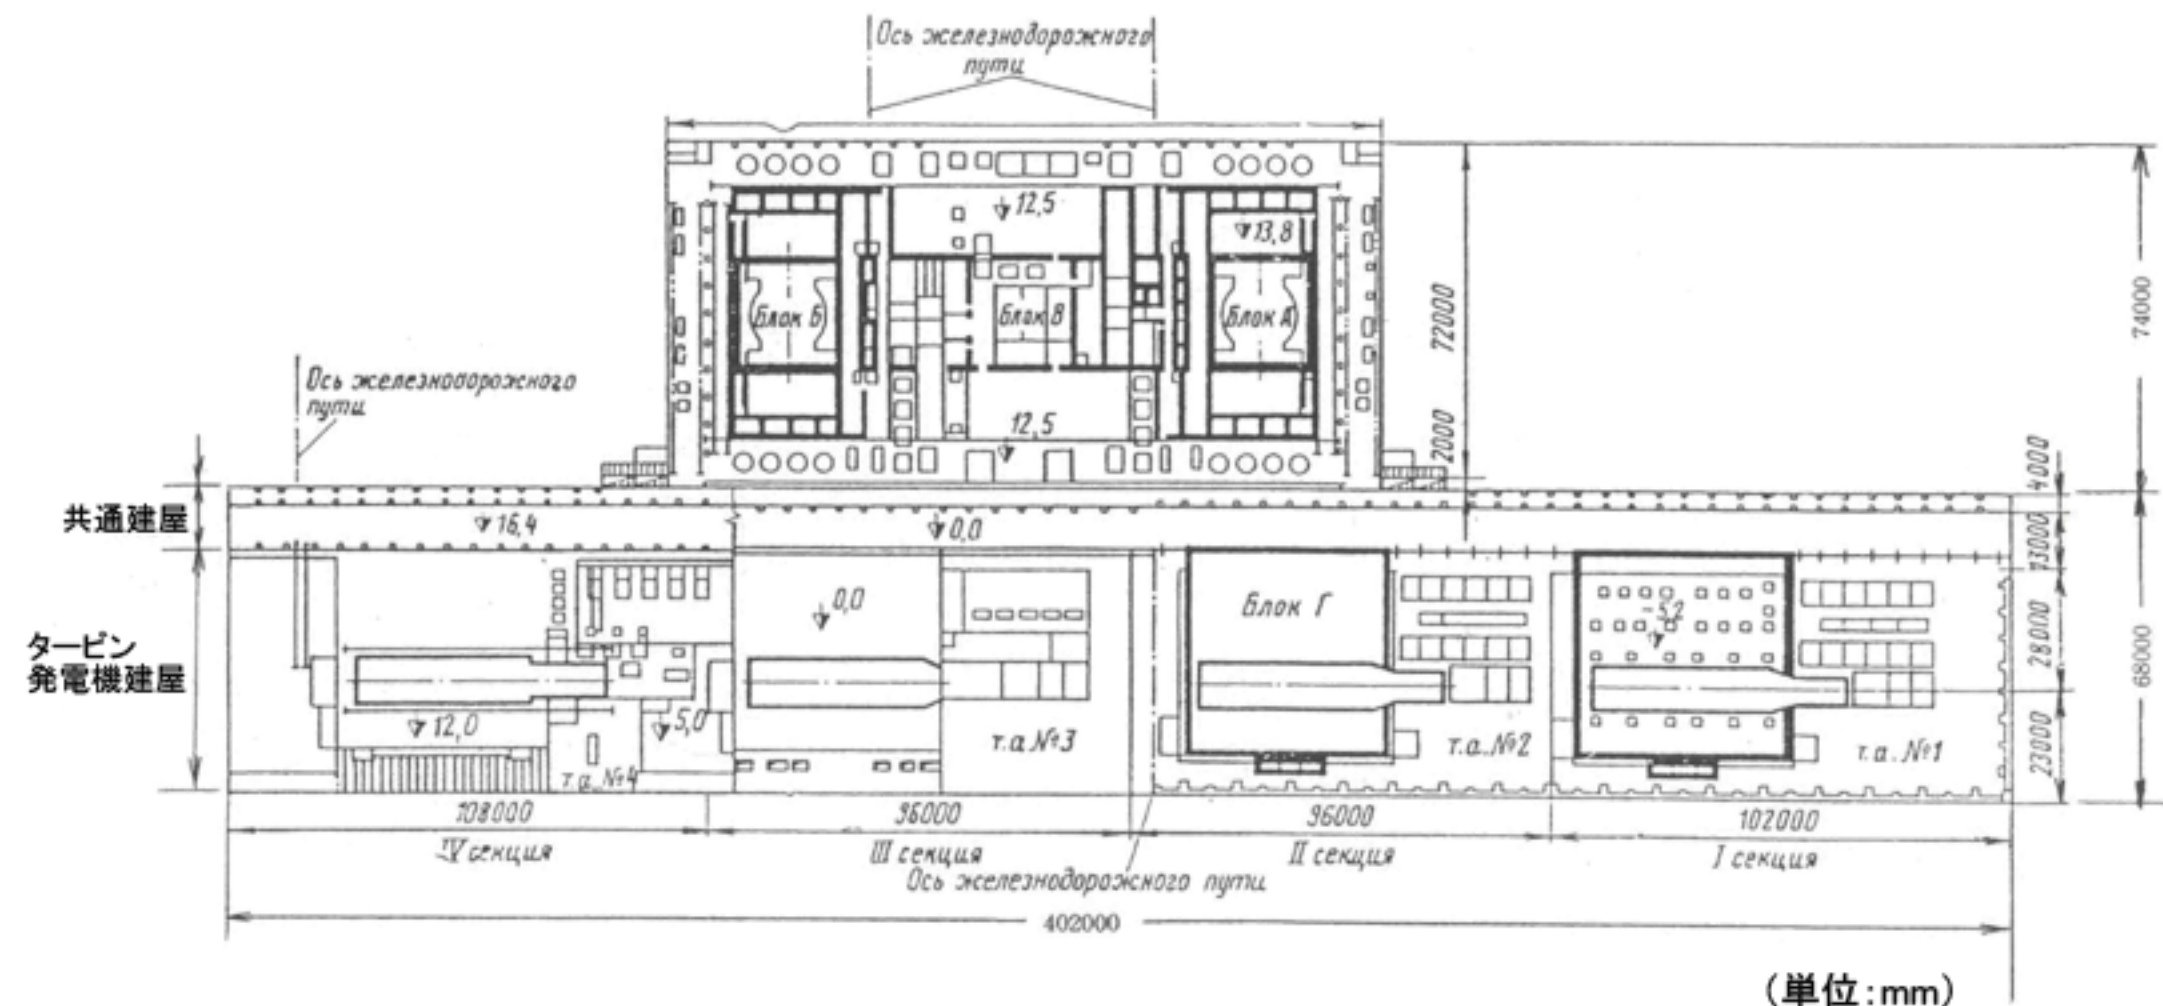 Ось железнодорожного
пути
12,5
13,8
Блок Б
Блок В
Блок А
12,5
72000
2000
74000
Ось железнодорожного
пути
共通建屋
16,4
0,0
4000
13000
タービン
発電機建屋
0,0
Блок Г
-5,2
28000
68000
12,0
5,0
т.а.№3
т.а.№2
т.а.№1
т.а.№4
23000
108000
96000
96000
102000
IV секция
III секция
II секция
I секция
Ось железнодорожного пути
402000
(単位:mm)